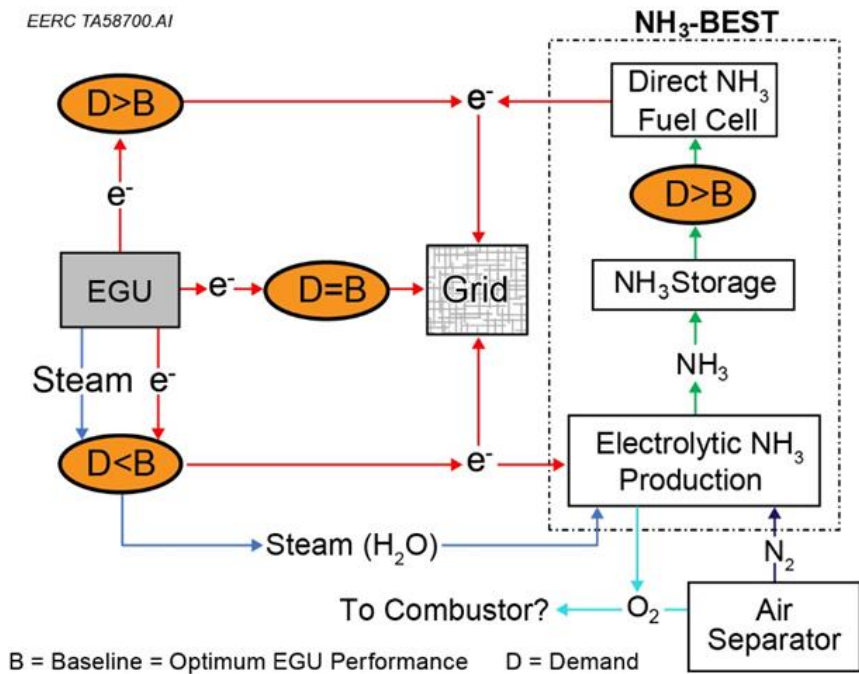 EERC TA58700.AI
NH₃-BEST
D>B
e⁻
Direct NH₃
Fuel Cell
e⁻
D>B
EGU
e⁻
D=B
Grid
NH₃Storage
Steam e⁻
NH₃
D<B
e⁻
Electrolytic NH₃
Production
Steam (H₂O)
N₂
To Combustor?
O₂
Air
Separator
B = Baseline = Optimum EGU Performance D = Demand